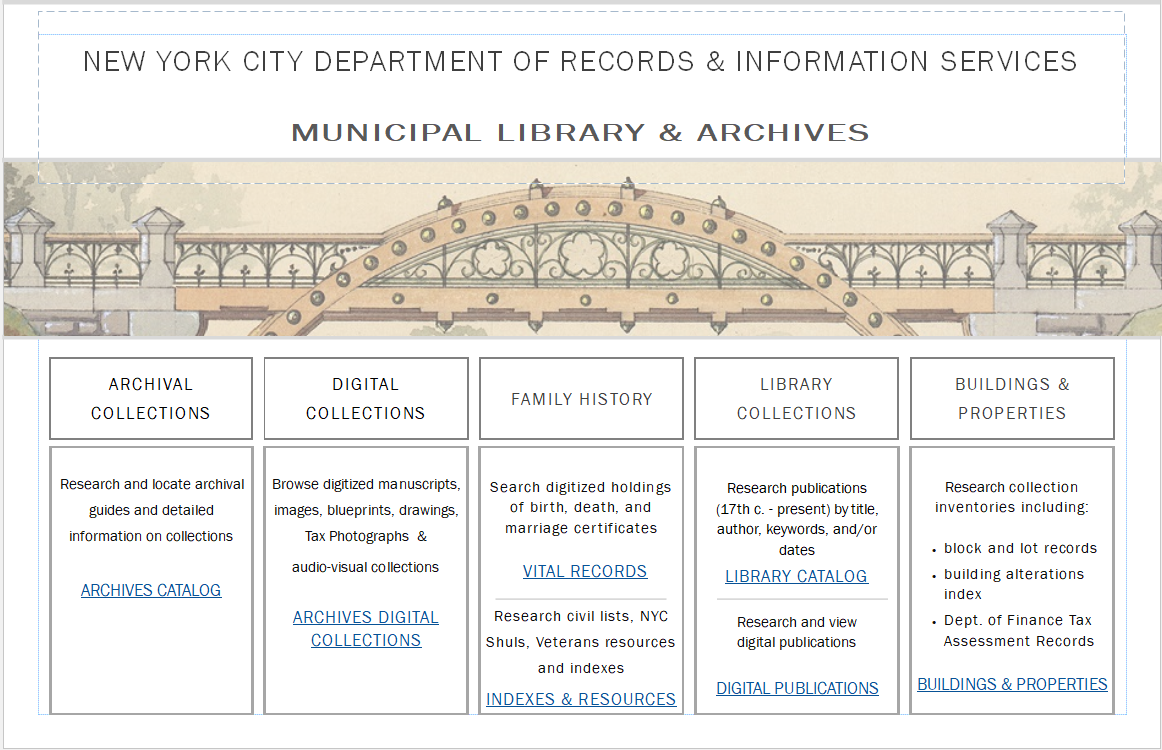 NEW YORK CITY DEPARTMENT OF RECORDS & INFORMATION SERVICES
MUNICIPAL LIBRARY & ARCHIVES
ARCHIVAL
COLLECTIONS
Research and locate archival
guides and detailed
information on collections
ARCHIVES CATALOG
DIGITAL
COLLECTIONS
Browse digitized manuscripts,
images, blueprints, drawings,
Tax Photographs &
audio-visual collections
ARCHIVES DIGITAL
COLLECTIONS
FAMILY HISTORY
Search digitized holdings
of birth, death, and
marriage certificates
VITAL RECORDS
Research civil lists, NYC
Shuls, Veterans resources
and indexes
INDEXES & RESOURCES
LIBRARY
COLLECTIONS
Research publications
(17th c. - present) by title,
author, keywords, and/or
dates
LIBRARY CATALOG
Research and view
digital publications
DIGITAL PUBLICATIONS
BUILDINGS &
PROPERTIES
Research collection
inventories including:
• block and lot records
• building alterations
index
• Dept. of Finance Tax
Assessment Records
BUILDINGS & PROPERTIES